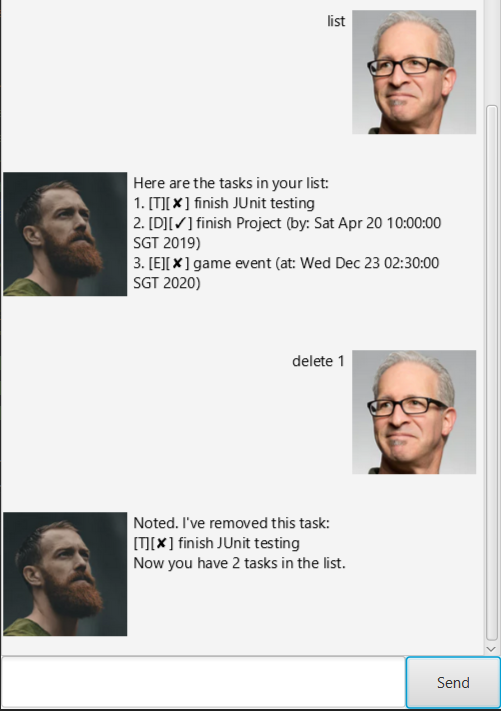 list
Here are the tasks in your list:
1. [T][✘] finish JUnit testing
2. [D][✓] finish Project (by: Sat Apr 20 10:00:00
SGT 2019)
3. [E][✘] game event (at: Wed Dec 23 02:30:00
SGT 2020)
delete 1
Noted. I've removed this task:
[T][✘] finish JUnit testing
Now you have 2 tasks in the list.
Send